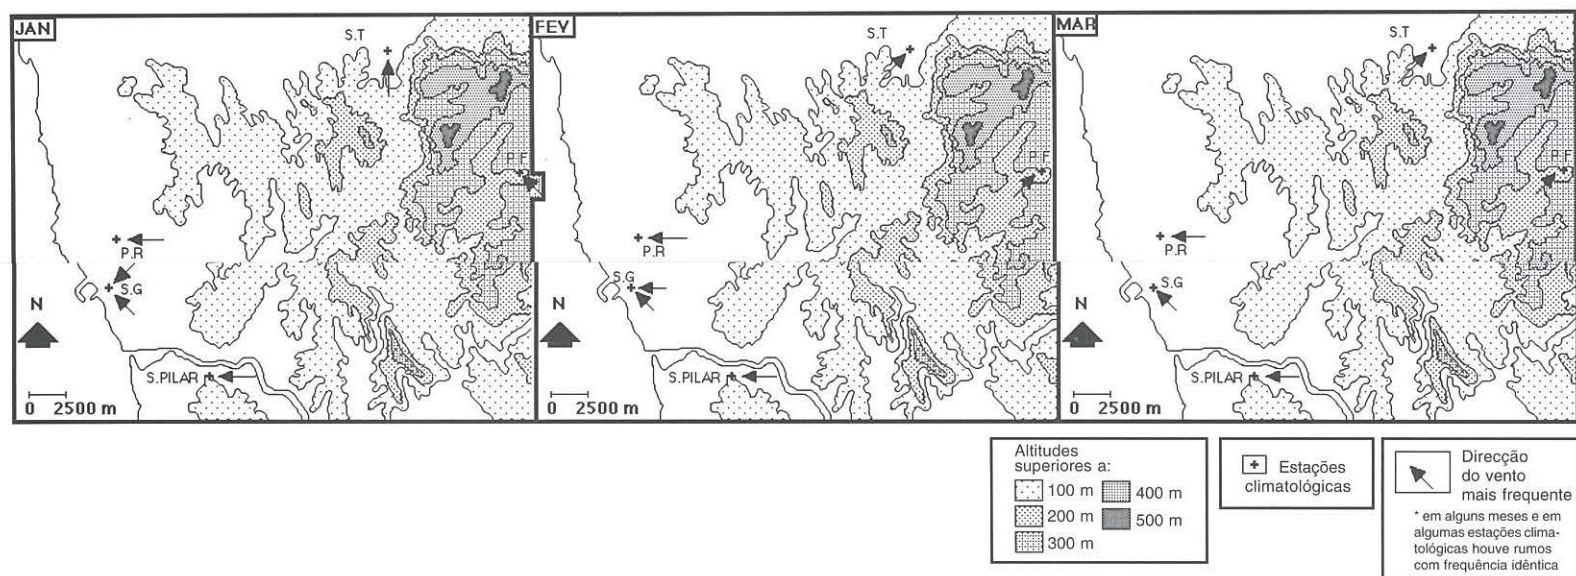 JAN
S.T
P.F
P.R
S.G
N
S.PILAR
0 2500 m
FEV
S.T
P.F
P.R
S.G
N
S.PILAR
0 2500 m
MAR
S.T
P.F
P.R
S.G
N
S.PILAR
0 2500 m
Altitudes
superiores a:
100 m 400 m
200 m 500 m
300 m
Estações
climatológicas
Direcção
do vento
mais frequente
* em alguns meses e em
algumas estações clima-
tológicas houve rumos
com frequência idêntica